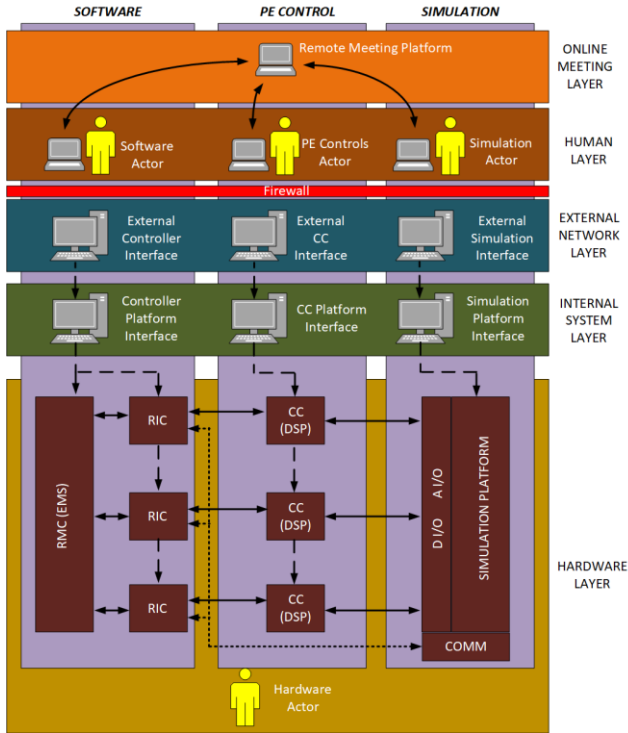 SOFTWARE
PE CONTROL
SIMULATION
Remote Meeting Platform
ONLINE
MEETING
LAYER
Software
Actor
PE Controls
Actor
Simulation
Actor
HUMAN
LAYER
Firewall
External
Controller
Interface
External
CC
Interface
External
Simulation
Interface
EXTERNAL
NETWORK
LAYER
Controller
Platform
Interface
CC Platform
Interface
Simulation
Platform
Interface
INTERNAL
SYSTEM
LAYER
RMC (EMS)
RIC
CC
(DSP)
RIC
CC
(DSP)
RIC
CC
(DSP)
D I/O
A I/O
SIMULATION PLATFORM
COMM
HARDWARE
LAYER
Hardware
Actor